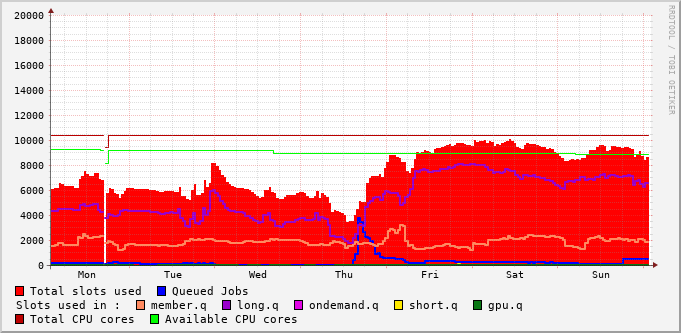 RRDTOOL / TOBI OETIKER
20000
18000
16000
14000
12000
10000
8000
6000
4000
2000
0
Mon Tue Wed Thu Fri Sat Sun
Total slots used Queued Jobs
Slots used in : member.q long.q ondemand.q short.q gpu.q
Total CPU cores Available CPU cores